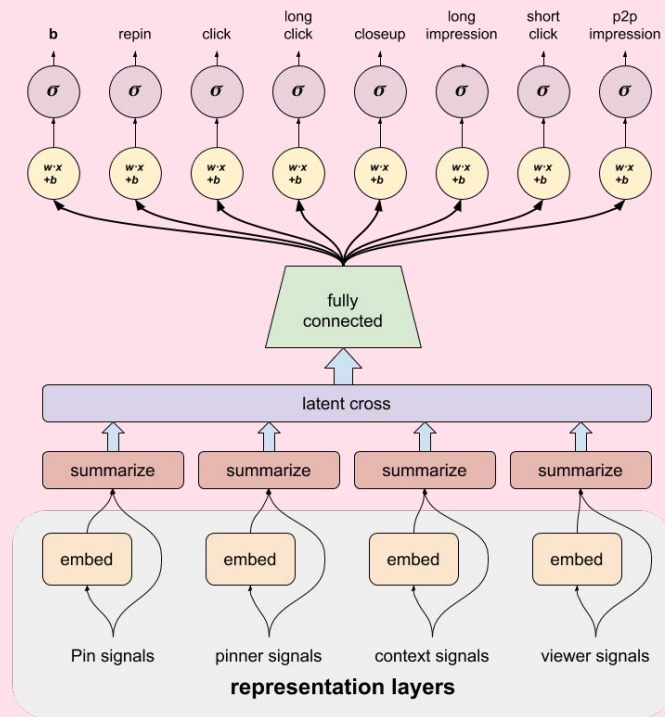 b
repin
click
long
click
closeup
long
impression
short
click
p2p
impression
σ σ σ σ σ σ σ σ
w·x w·x w·x w·x w·x w·x w·x w·x
+b +b +b +b +b +b +b +b
fully
connected
latent cross
summarize summarize summarize summarize
embed embed embed embed
Pin signals pinner signals context signals viewer signals
representation layers